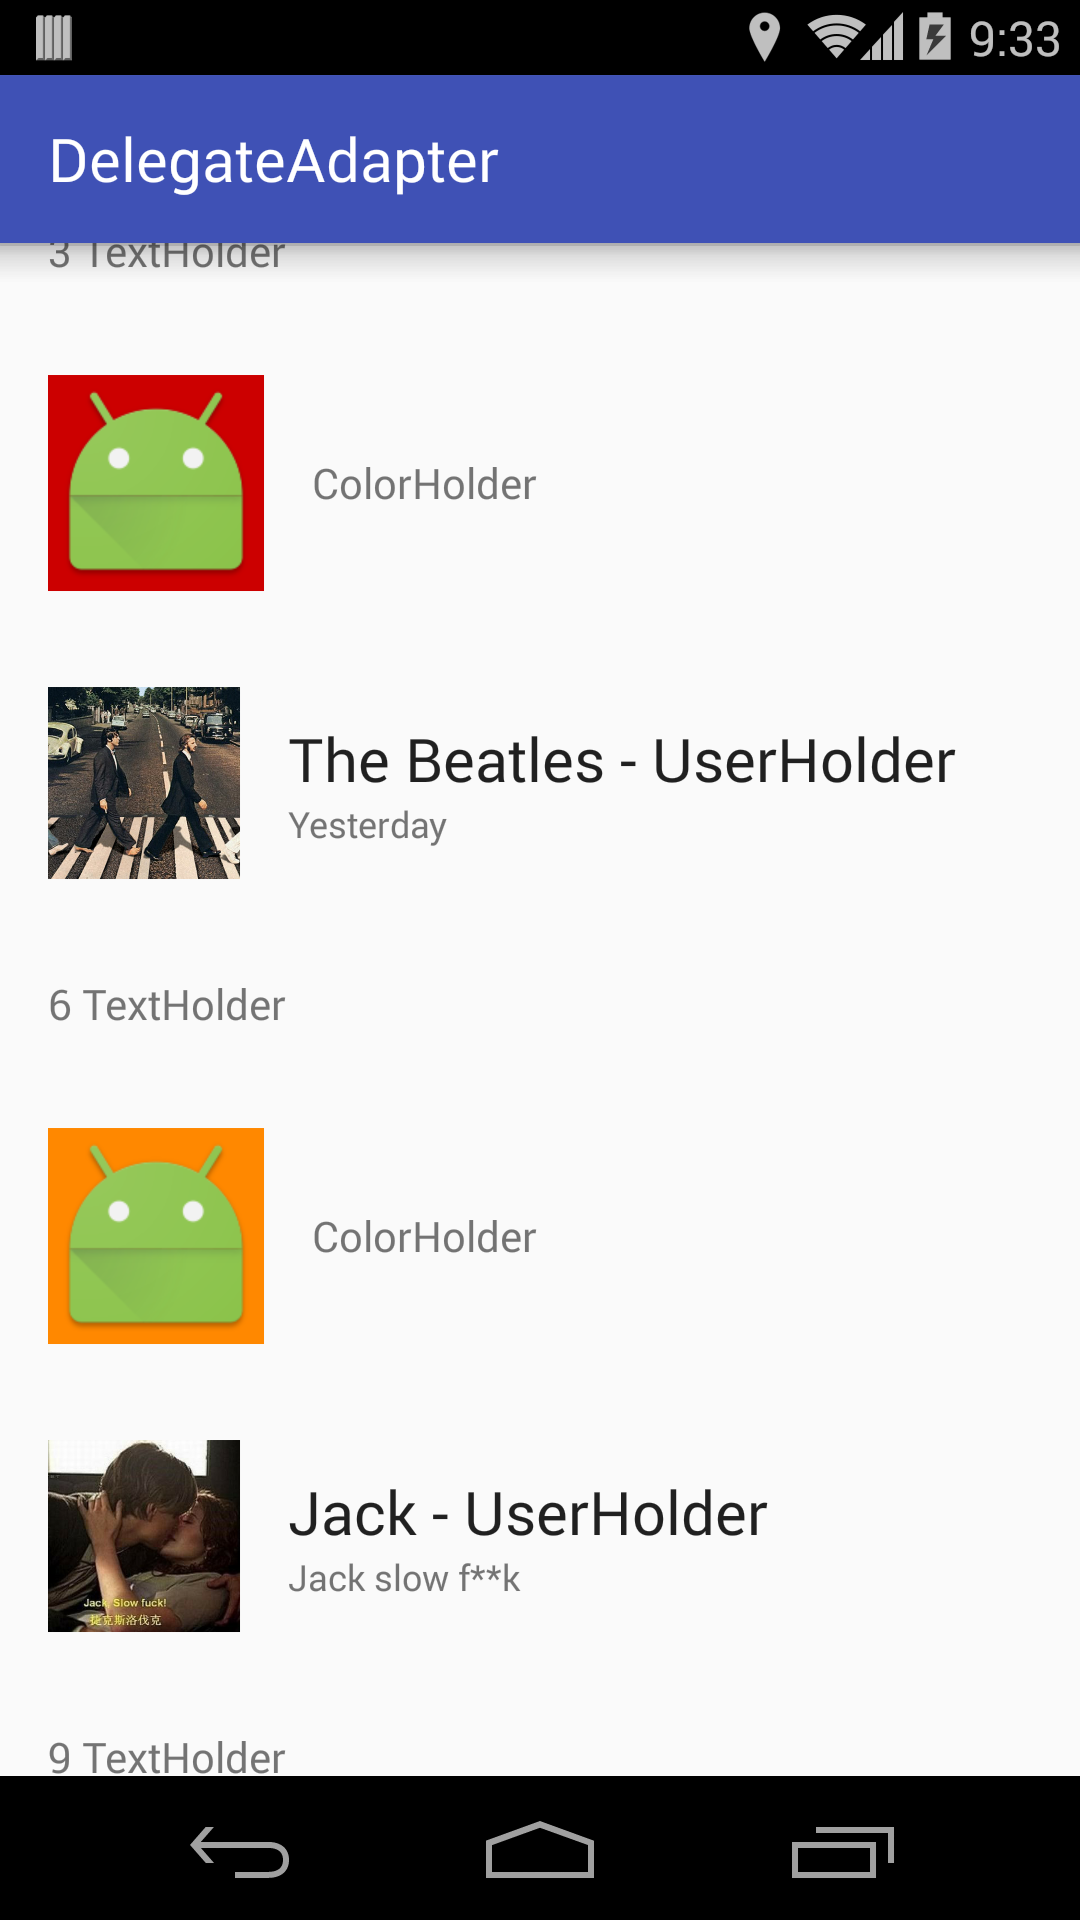 9:33
DelegateAdapter
3 TextHolder
ColorHolder
The Beatles - UserHolder
Yesterday
6 TextHolder
ColorHolder
Jack - UserHolder
Jack slow f**k
Jack, Slow fuck!
捷克斯洛伐克
9 TextHolder